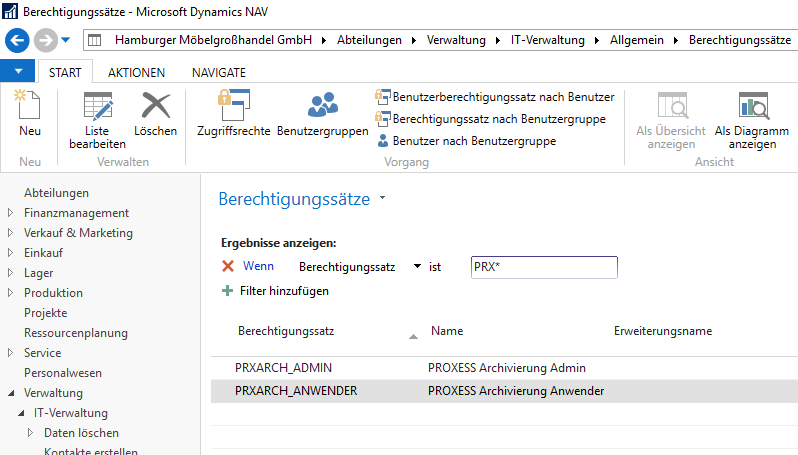 Berechtigungssätze - Microsoft Dynamics NAV
Hamburger Möbelgroßhandel GmbH Abteilungen Verwaltung IT-Verwaltung Allgemein Berechtigungssätze
START AKTIONEN NAVIGATE
Neu
Liste bearbeiten
Löschen
Zugriffsrechte
Benutzergruppen
Benutzerberechtigungssatz nach Benutzer
Berechtigungssatz nach Benutzergruppe
Benutzer nach Benutzergruppe
Als Übersicht anzeigen
Als Diagramm anzeigen
Neu Verwalten Vorgang Ansicht
Abteilungen
Finanzmanagement
Verkauf & Marketing
Einkauf
Lager
Produktion
Projekte
Ressourcenplanung
Service
Personalwesen
Verwaltung
IT-Verwaltung
Daten löschen
Kontakte erstellen
Berechtigungssätze
Ergebnisse anzeigen:
Wenn Berechtigungssatz ist PRX*
Filter hinzufügen
Berechtigungssatz Name Erweiterungsname
PRXARCH_ADMIN PROXESS Archivierung Admin
PRXARCH_ANWENDER PROXESS Archivierung Anwender